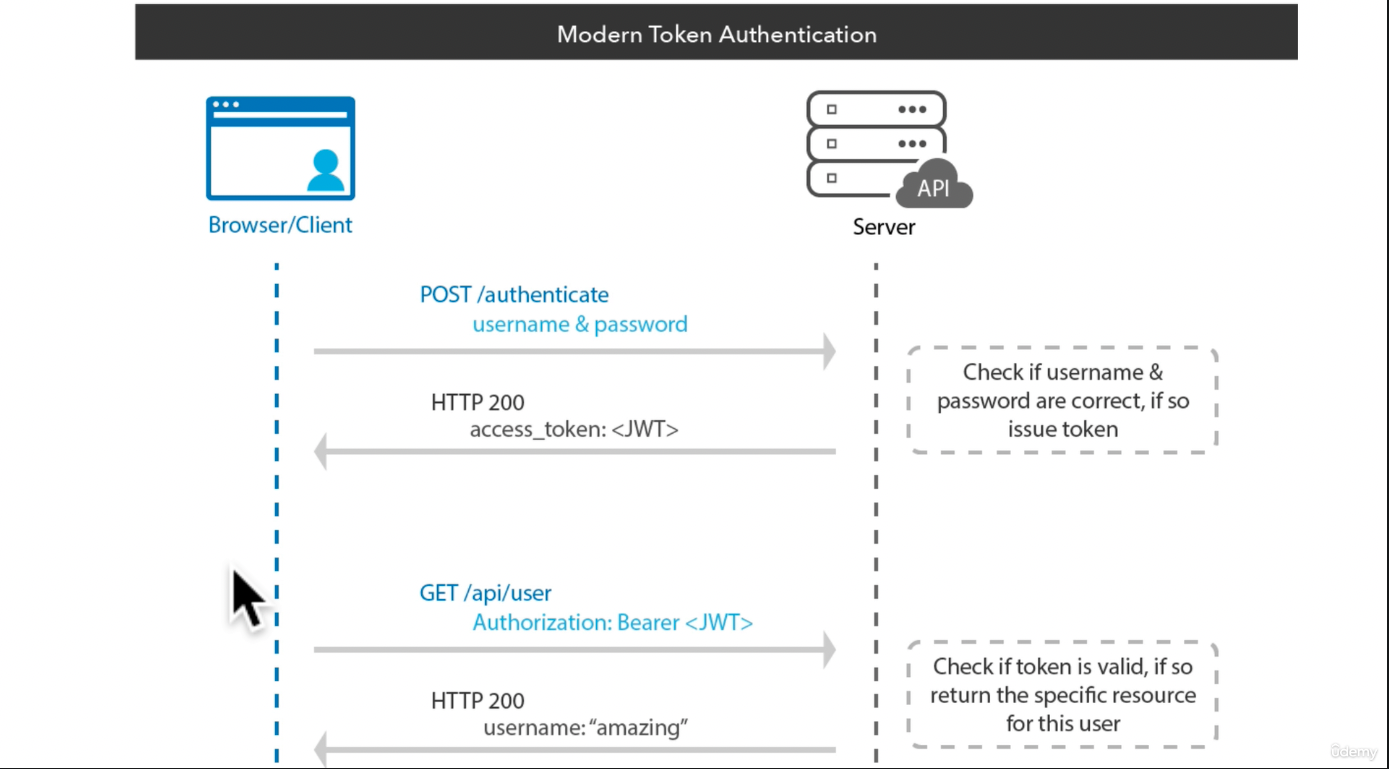 Modern Token Authentication
API
Browser/Client
Server
POST /authenticate
username & password
Check if username &
password are correct, if so
issue token
HTTP 200
access_token: <JWT>
GET /api/user
Authorization: Bearer <JWT>
Check if token is valid, if so
return the specific resource
for this user
HTTP 200
username: “amazing”
ûdemy